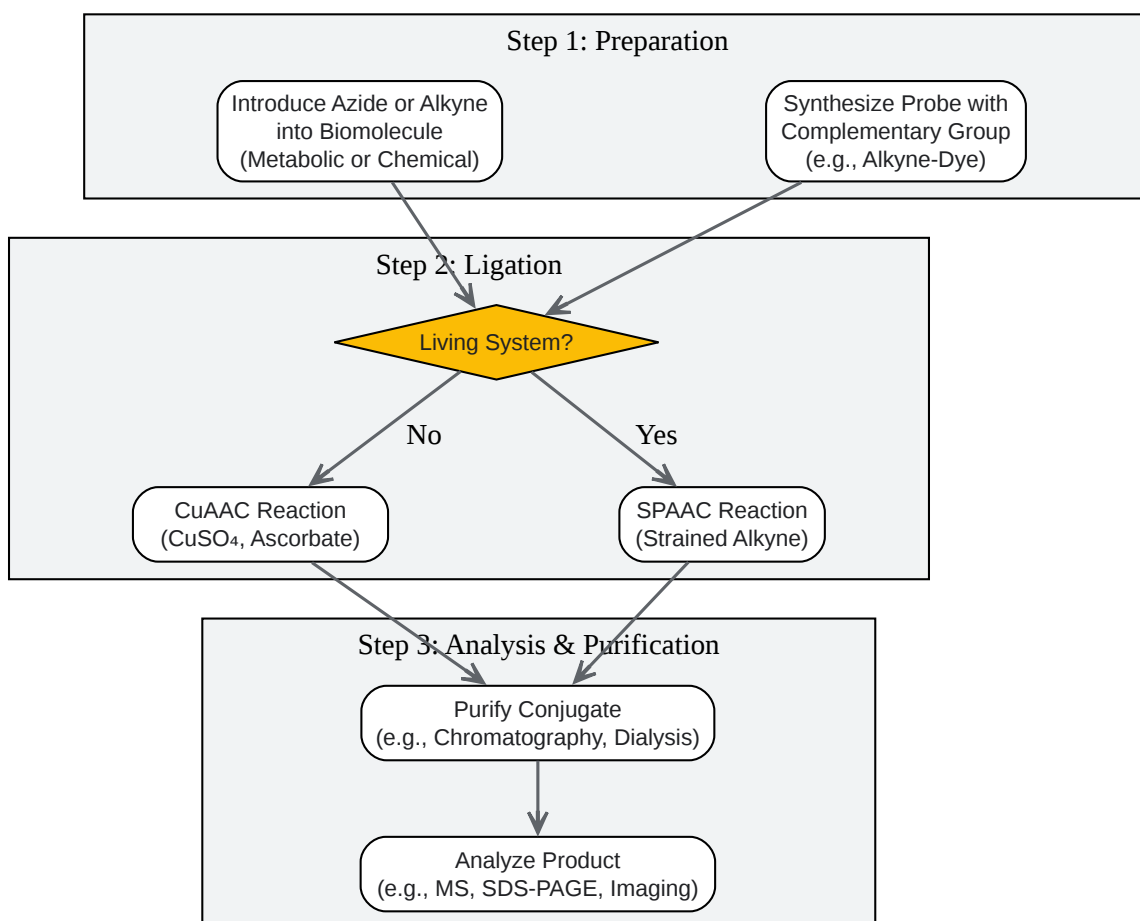 Step 1: Preparation
Introduce Azide or Alkyne
into Biomolecule
(Metabolic or Chemical)
Synthesize Probe with
Complementary Group
(e.g., Alkyne-Dye)
Step 2: Ligation
Living System?
No
Yes
CuAAC Reaction
(CuSO₄, Ascorbate)
SPAAC Reaction
(Strained Alkyne)
Step 3: Analysis & Purification
Purify Conjugate
(e.g., Chromatography, Dialysis)
Analyze Product
(e.g., MS, SDS-PAGE, Imaging)